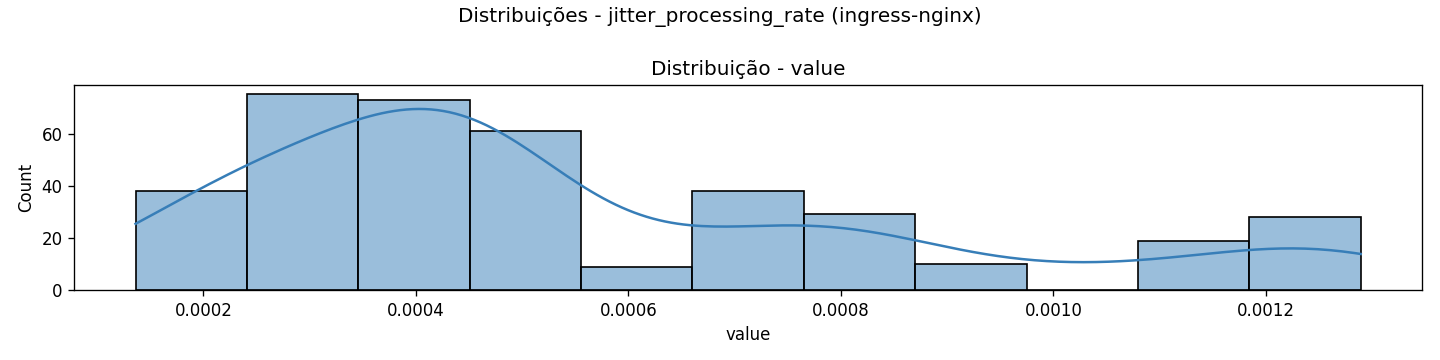 Distribuições - jitter_processing_rate (ingress-nginx)
Distribuição - value
Count
60
40
20
0
0.0002 0.0004 0.0006 0.0008 0.0010 0.0012
value